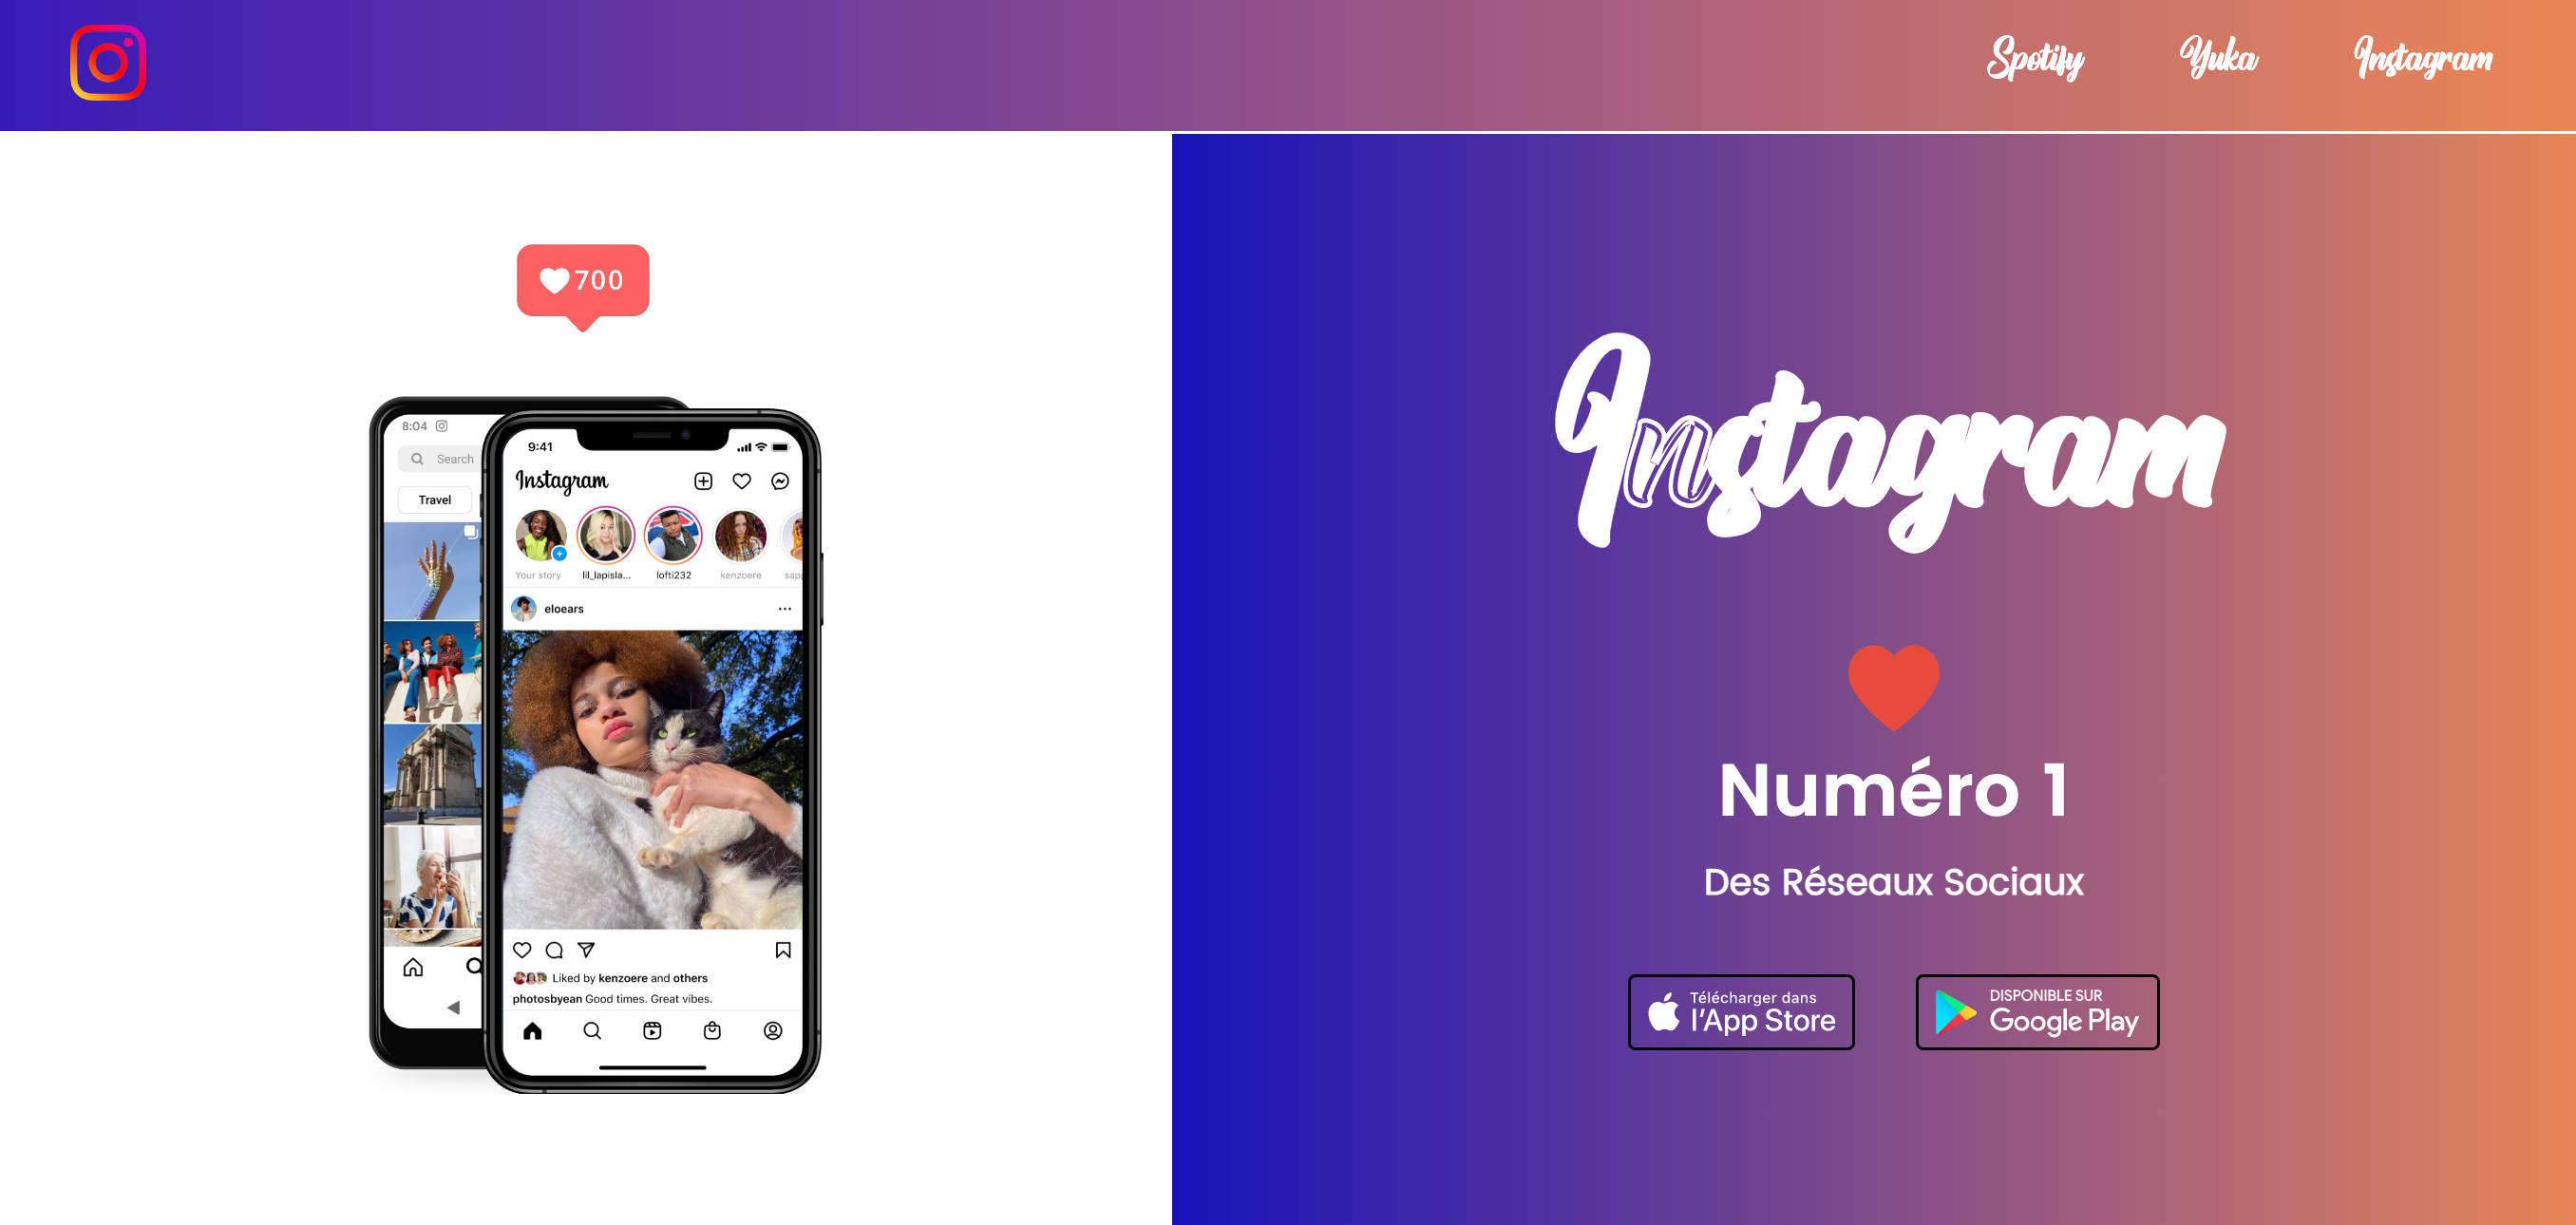 Spotify
Yuka
Instagram
700
8:04
Search
Travel
9:41
Instagram
Your story
lil_lapisla...
lofti232
kenzoere
sap
eloears
Liked by kenzoere and others
photosbyean Good times. Great vibes.
Instagram
Numéro 1
Des Réseaux Sociaux
Télécharger dans
l'App Store
DISPONIBLE SUR
Google Play